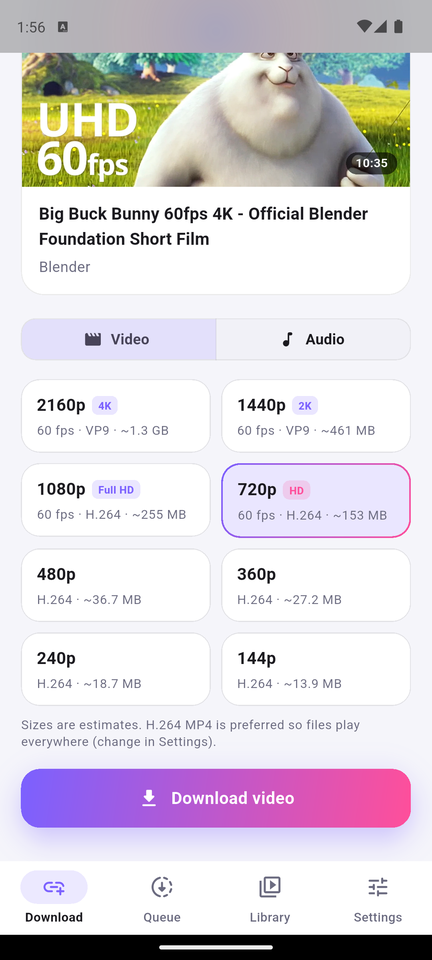 1:56
A
UHD
60fps
10:35
Big Buck Bunny 60fps 4K - Official Blender
Foundation Short Film
Blender
Video
Audio
2160p 4K
60 fps · VP9 · ~1.3 GB
1440p 2K
60 fps · VP9 · ~461 MB
1080p Full HD
60 fps · H.264 · ~255 MB
720p HD
60 fps · H.264 · ~153 MB
480p
H.264 · ~36.7 MB
360p
H.264 · ~27.2 MB
240p
H.264 · ~18.7 MB
144p
H.264 · ~13.9 MB
Sizes are estimates. H.264 MP4 is preferred so files play
everywhere (change in Settings).
Download video
Download
Queue
Library
Settings